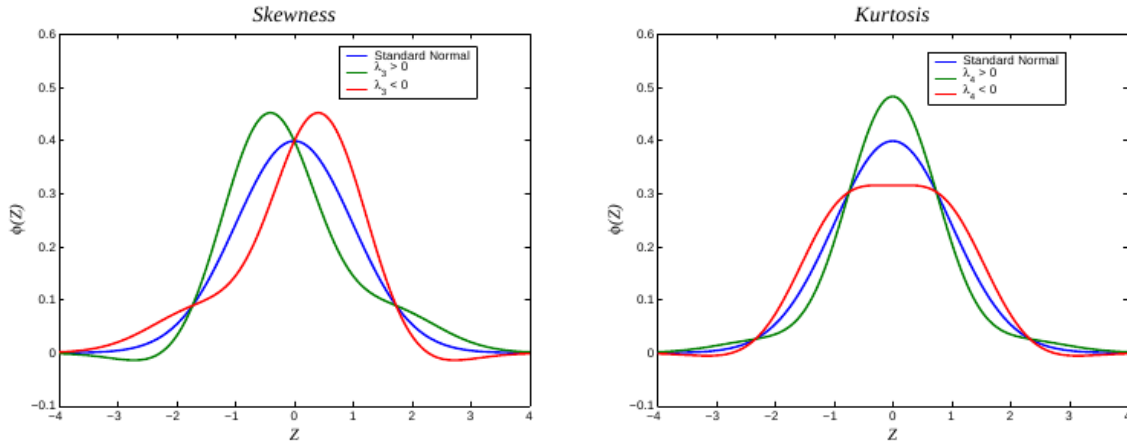 Skewness
Standard Normal
λ3 > 0
λ3 < 0
0.6
0.5
0.4
0.3
0.2
0.1
0
−0.1
ϕ(Z)
−4 −3 −2 −1 0 1 2 3 4
Z
Kurtosis
Standard Normal
λ4 > 0
λ4 < 0
0.6
0.5
0.4
0.3
0.2
0.1
0
−0.1
ϕ(Z)
−4 −3 −2 −1 0 1 2 3 4
Z